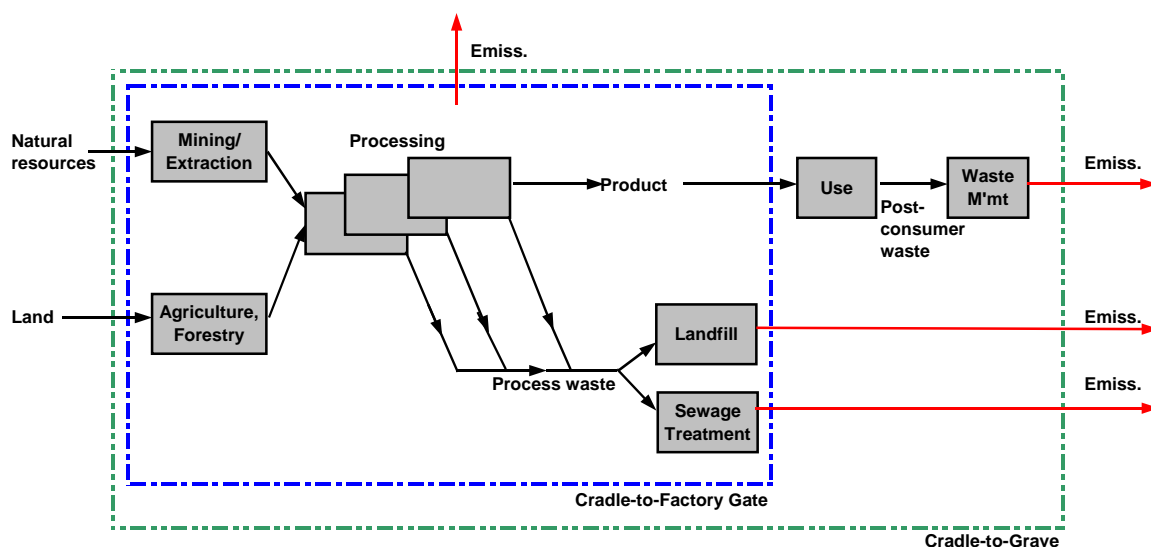 Emiss.
Natural
resources
Mining/
Extraction
Processing
Product
Use
Post-
consumer
waste
Waste
M'mt
Emiss.
Land
Agriculture,
Forestry
Process waste
Landfill
Emiss.
Sewage
Treatment
Emiss.
Cradle-to-Factory Gate
Cradle-to-Grave